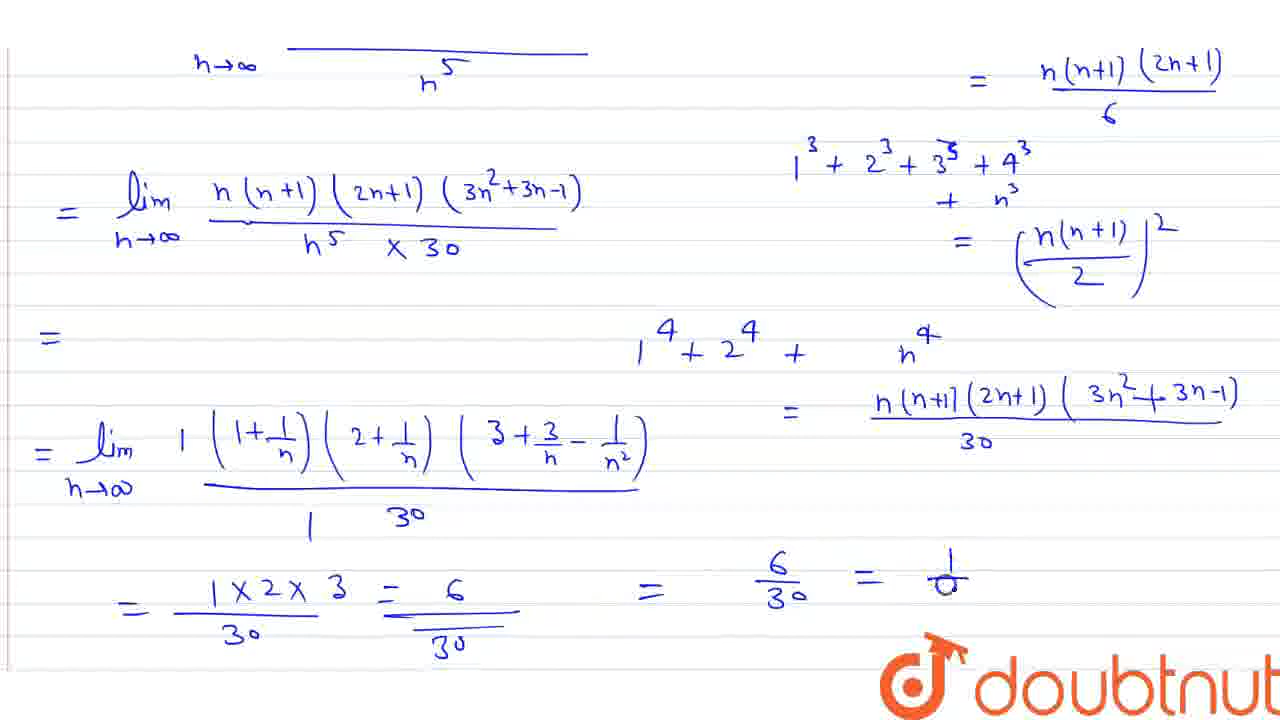 n→∞ n^5
= n(n+1)(2n+1) / 6
1^3 + 2^3 + 3^3 + 4^3
+ n^3
= (n(n+1) / 2)^2
= lim n→∞ n(n+1)(2n+1)(3n^2+3n-1) / n^5 × 30
=
1^4 + 2^4 + n^4
= n(n+1)(2n+1)(3n^2+3n-1) / 30
= lim n→∞ 1(1+1/n)(2+1/n)(3+3/n-1/n^2) / 1 30
= 1×2×3 / 30 = 6 / 30 = 6/30 = 1/
doubtnut